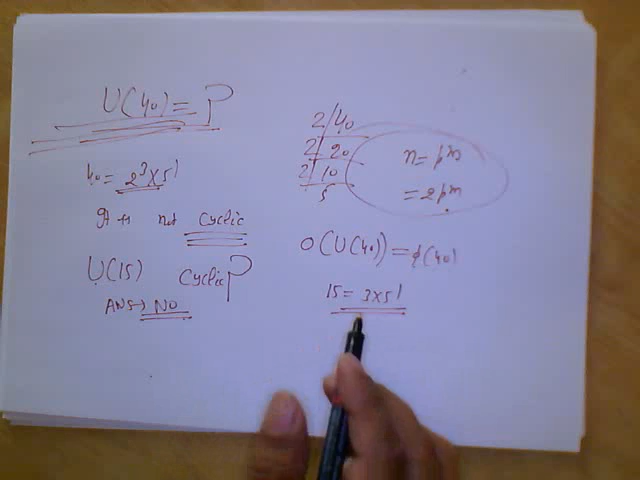 U(40) = ?
40 = 2³×5¹
It is not cyclic
U(15) cyclic?
ANS→ No
2/40
2/20
2/10
5
n = pᵐ
= 2pᵐ
O(U(40)) = ϕ(40)
15 = 3×5¹